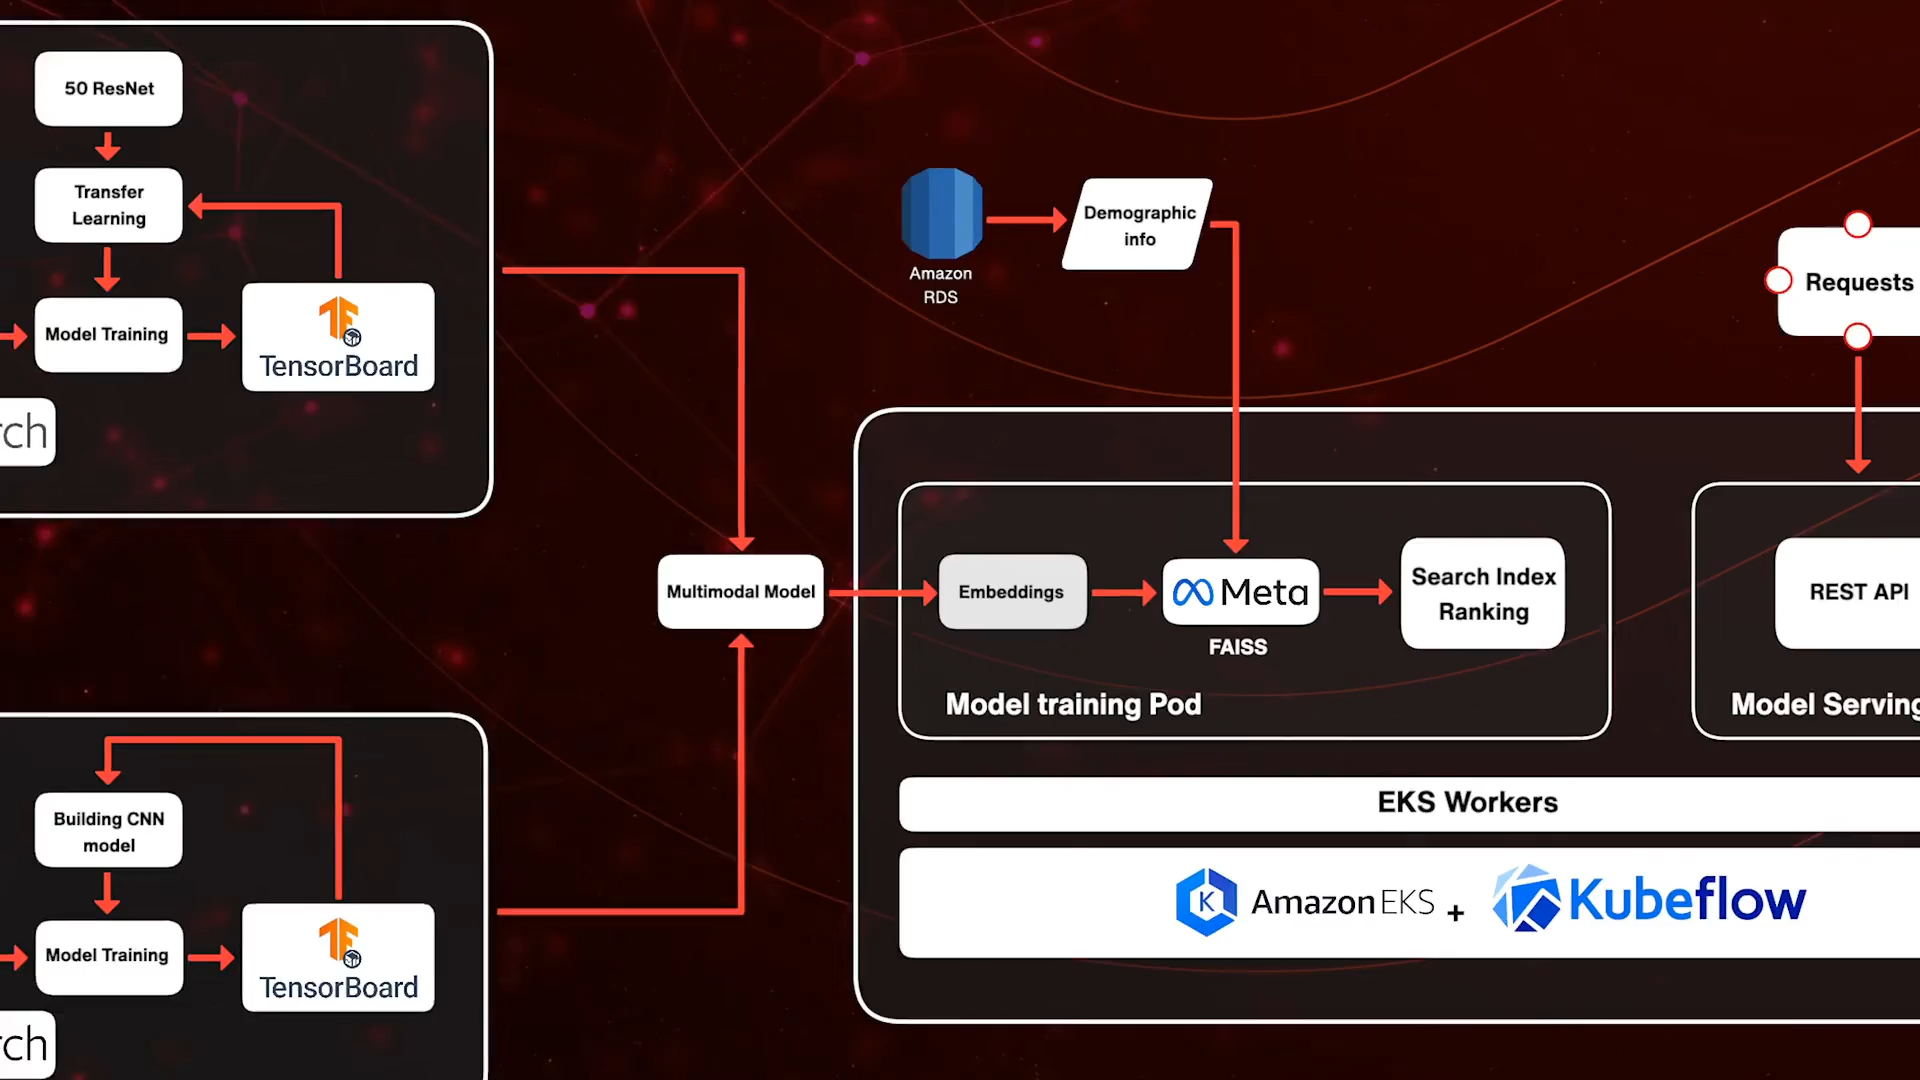 50 ResNet
Transfer
Learning
Model Training
TensorBoard
rch
Building CNN
model
Model Training
TensorBoard
rch
Multimodal Model
Amazon
RDS
Demographic
info
Embeddings
Meta
FAISS
Search Index
Ranking
Model training Pod
Requests
REST API
Model Serving
EKS Workers
Amazon EKS + Kubeflow